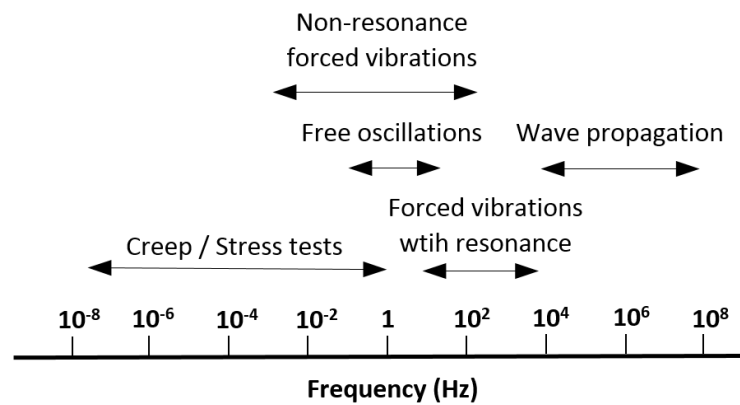 Non-resonance
forced vibrations
Free oscillations
Wave propagation
Forced vibrations
wtih resonance
Creep / Stress tests
10⁻⁸ 10⁻⁶ 10⁻⁴ 10⁻² 1 10² 10⁴ 10⁶ 10⁸
Frequency (Hz)